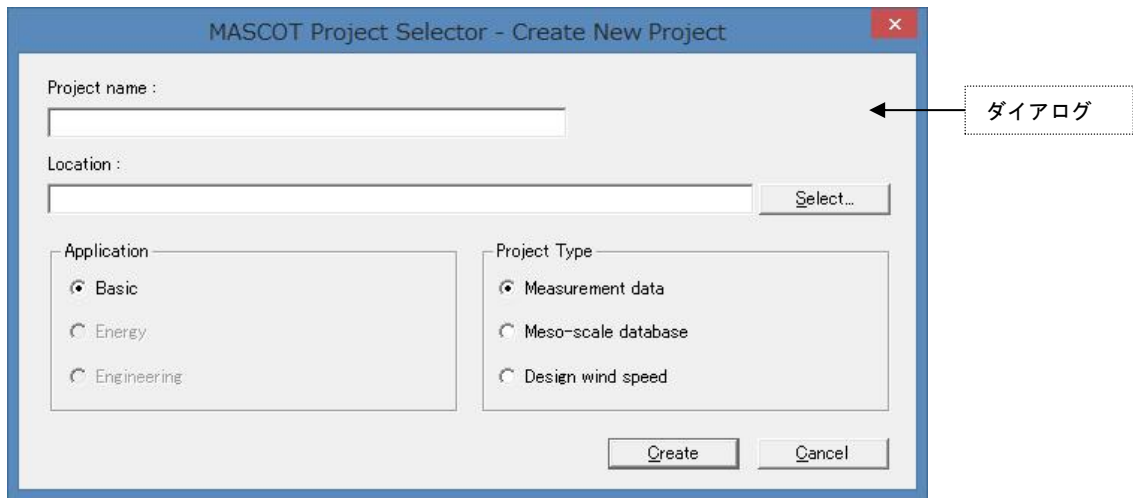 MASCOT Project Selector - Create New Project
Project name :
ダイアログ
Location :
Select...
Application
Project Type
Basic
Measurement data
Energy
Meso-scale database
Engineering
Design wind speed
Create
Cancel